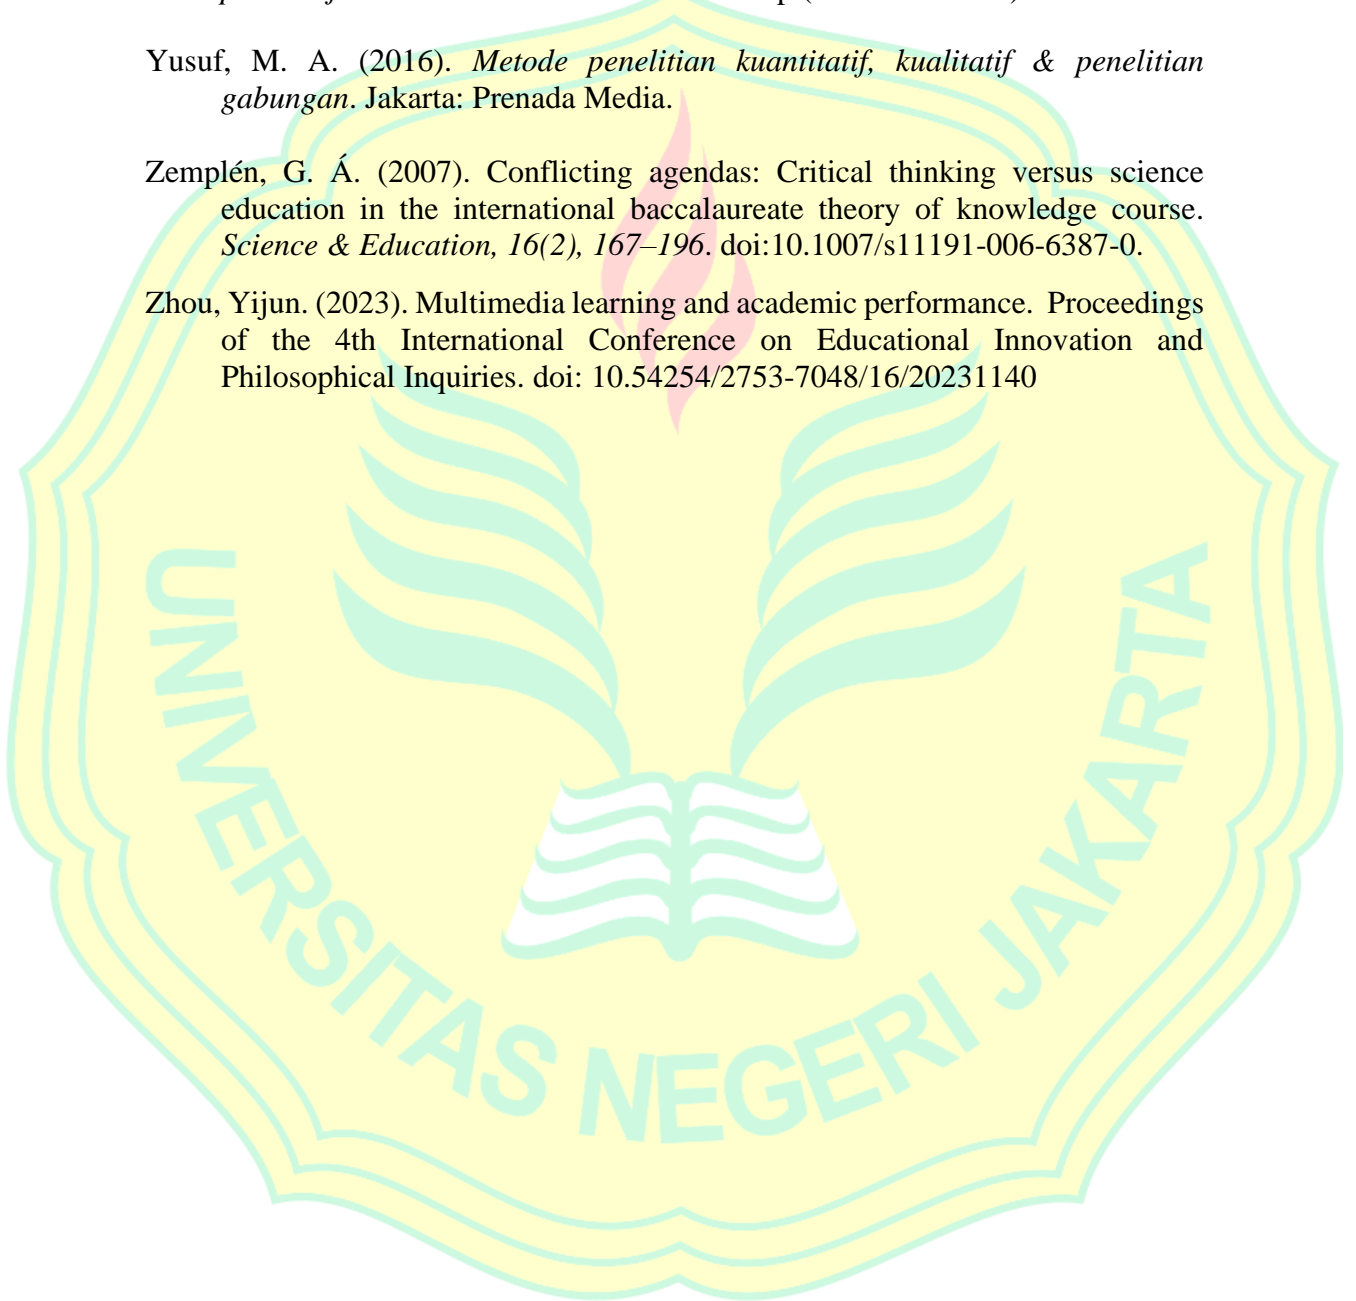 Yusuf, M. A. (2016). Metode penelitian kuantitatif, kualitatif & penelitian
gabungan. Jakarta: Prenada Media.
Zemplén, G. Á. (2007). Conflicting agendas: Critical thinking versus science
education in the international baccalaureate theory of knowledge course.
Science & Education, 16(2), 167–196. doi:10.1007/s11191-006-6387-0.
Zhou, Yijun. (2023). Multimedia learning and academic performance. Proceedings
of the 4th International Conference on Educational Innovation and
Philosophical Inquiries. doi: 10.54254/2753-7048/16/20231140
UNIVERSITAS NEGERI JAKARTA